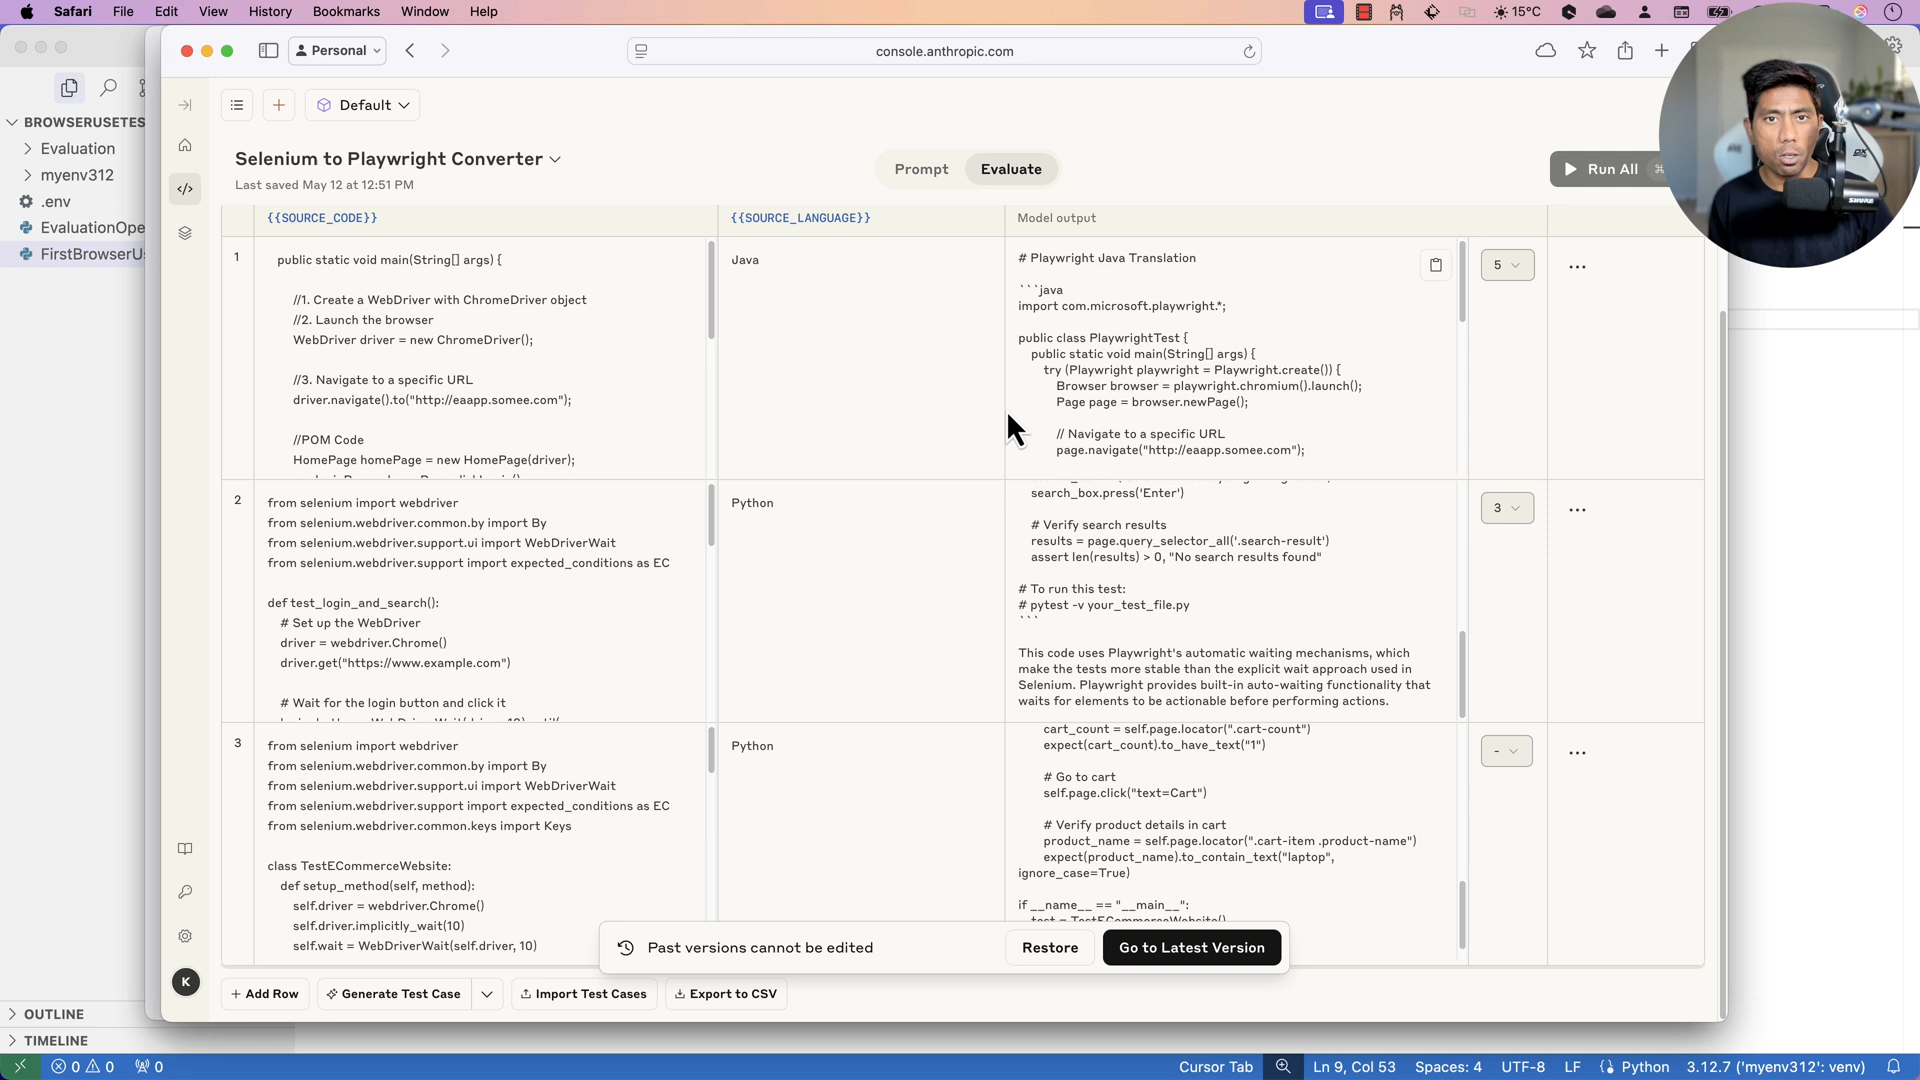 Safari File Edit View History Bookmarks Window Help
15°C
Personal
console.anthropic.com
Default
BROWSERUSETES
Evaluation
myenv312
.env
EvaluationOpe
FirstBrowserUs
Selenium to Playwright Converter
Last saved May 12 at 12:51 PM
Prompt Evaluate
Run All
{{SOURCE_CODE}} {{SOURCE_LANGUAGE}} Model output
1
public static void main(String[] args) {
//1. Create a WebDriver with ChromeDriver object
//2. Launch the browser
WebDriver driver = new ChromeDriver();
//3. Navigate to a specific URL
driver.navigate().to("http://eaapp.somee.com");
//POM Code
HomePage homePage = new HomePage(driver);
Java
# Playwright Java Translation
```java
import com.microsoft.playwright.*;
public class PlaywrightTest {
public static void main(String[] args) {
try (Playwright playwright = Playwright.create()) {
Browser browser = playwright.chromium().launch();
Page page = browser.newPage();
// Navigate to a specific URL
page.navigate("http://eaapp.somee.com");
5
...
2
from selenium import webdriver
from selenium.webdriver.common.by import By
from selenium.webdriver.support.ui import WebDriverWait
from selenium.webdriver.support import expected_conditions as EC
def test_login_and_search():
# Set up the WebDriver
driver = webdriver.Chrome()
driver.get("https://www.example.com")
# Wait for the login button and click it
Python
search_box.press('Enter')
# Verify search results
results = page.query_selector_all('.search-result')
assert len(results) > 0, "No search results found"
# To run this test:
# pytest -v your_test_file.py
```
This code uses Playwright's automatic waiting mechanisms, which
make the tests more stable than the explicit wait approach used in
Selenium. Playwright provides built-in auto-waiting functionality that
waits for elements to be actionable before performing actions.
3
...
3
from selenium import webdriver
from selenium.webdriver.common.by import By
from selenium.webdriver.support.ui import WebDriverWait
from selenium.webdriver.support import expected_conditions as EC
from selenium.webdriver.common.keys import Keys
class TestECommerceWebsite:
def setup_method(self, method):
self.driver = webdriver.Chrome()
self.driver.implicitly_wait(10)
self.wait = WebDriverWait(self.driver, 10)
Python
cart_count = self.page.locator(".cart-count")
expect(cart_count).to_have_text("1")
# Go to cart
self.page.click("text=Cart")
# Verify product details in cart
product_name = self.page.locator(".cart-item .product-name")
expect(product_name).to_contain_text("laptop",
ignore_case=True)
if __name__ == "__main__":
test = TestECommerceWebsite()
-
...
Past versions cannot be edited
Restore
Go to Latest Version
K
+ Add Row
Generate Test Case
Import Test Cases
Export to CSV
OUTLINE
TIMELINE
0 0 0
Cursor Tab
Ln 9, Col 53
Spaces: 4
UTF-8
LF
Python
3.12.7 ('myenv312': venv)
SHURE